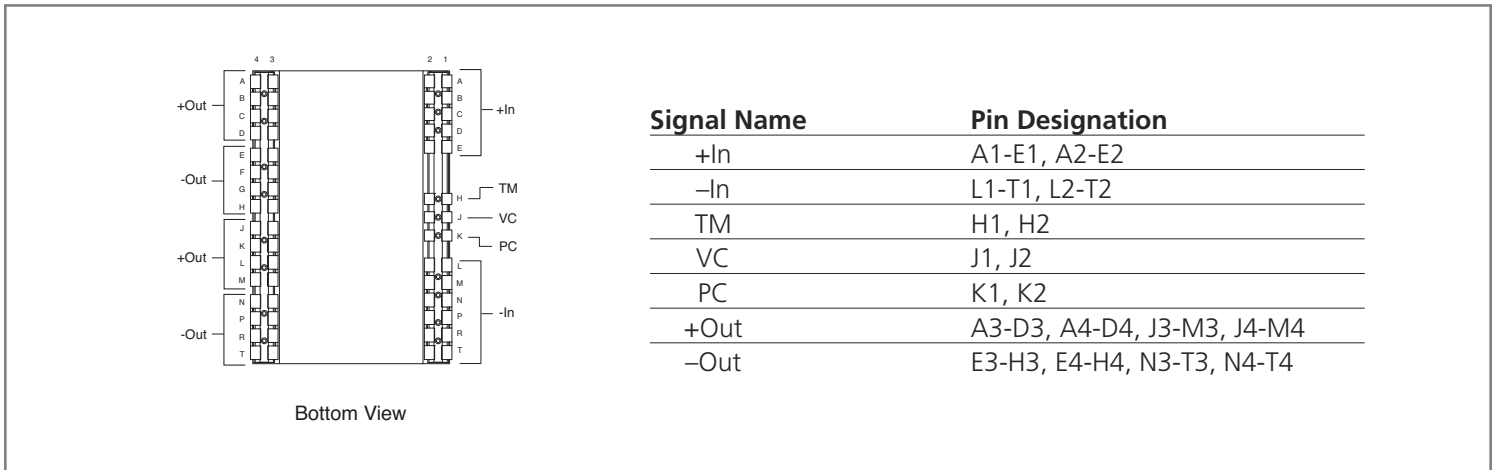 4 3 2 1
A A
B B
+Out +In
C C
D D
E E
F
-Out
G
TM
H H
J J VC
K K PC
+Out
L L
M M
N N
P P -In
-Out
R R
T T
Bottom View
Signal Name Pin Designation
+In A1-E1, A2-E2
–In L1-T1, L2-T2
TM H1, H2
VC J1, J2
PC K1, K2
+Out A3-D3, A4-D4, J3-M3, J4-M4
–Out E3-H3, E4-H4, N3-T3, N4-T4